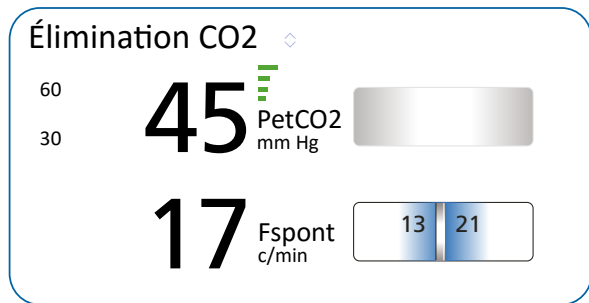 Élimination CO2
60
45
PetCO2
mm Hg
30
17
Fspont
c/min
13 21